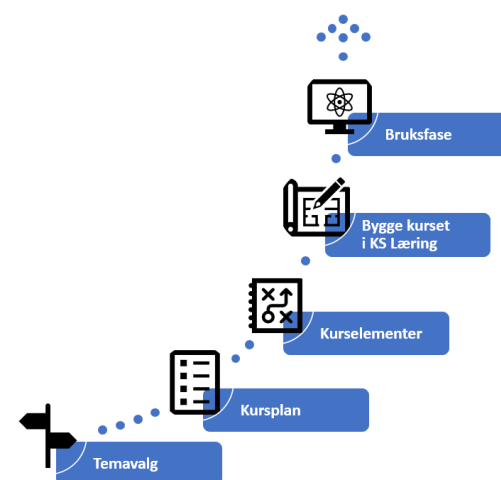 Bruksfase
Bygge kurset
i KS Læring
Kurselementer
Kursplan
Temavalg